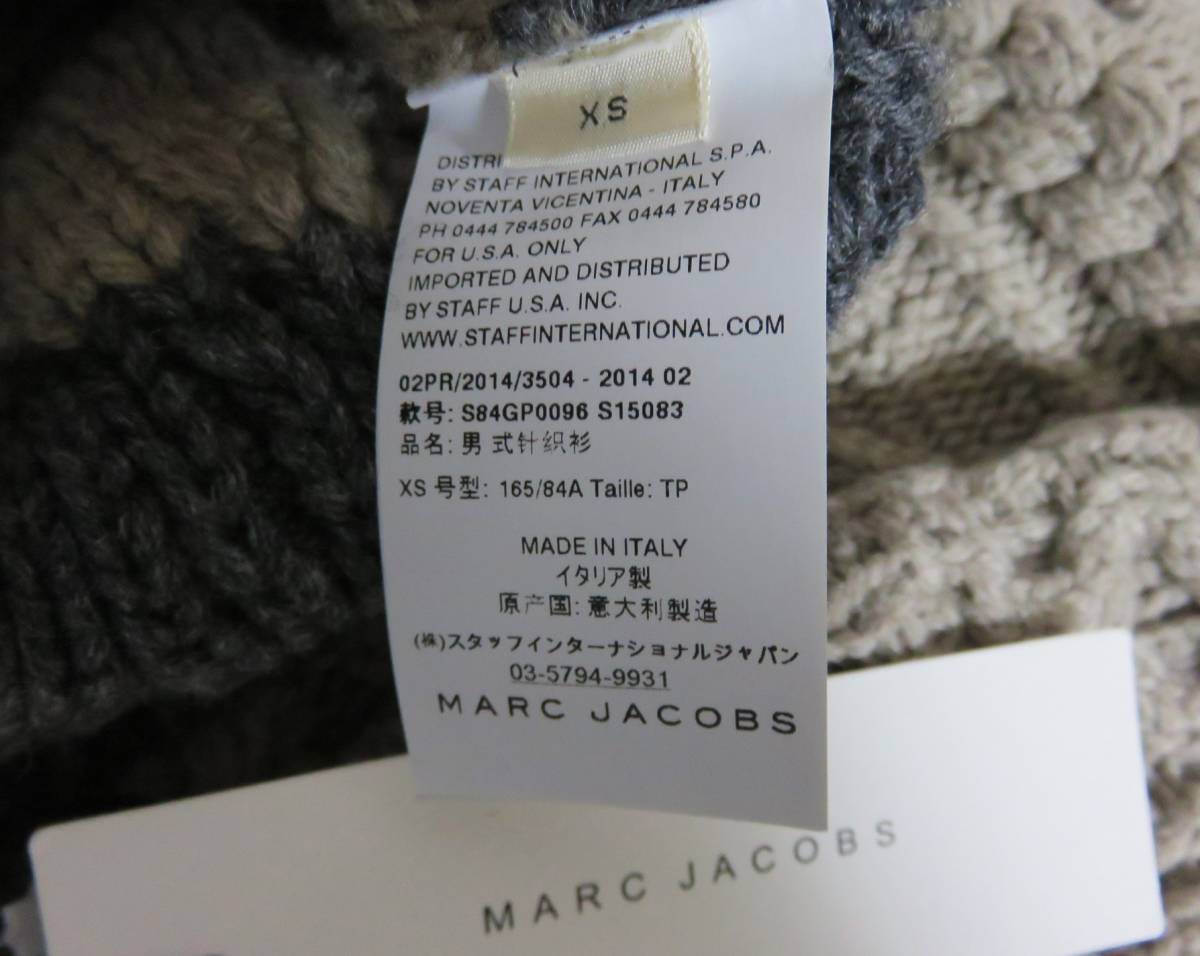 XS
DISTRI
BY STAFF INTERNATIONAL S.P.A.
NOVENTA VICENTINA - ITALY
PH 0444 784500 FAX 0444 784580
FOR U.S.A. ONLY
IMPORTED AND DISTRIBUTED
BY STAFF U.S.A. INC.
WWW.STAFFINTERNATIONAL.COM
02PR/2014/3504 - 2014 02
款号: S84GP0096 S15083
品名: 男式针织衫
XS 号型: 165/84A Taille: TP
MADE IN ITALY
イタリア製
原产国: 意大利製造
(株)スタッフインターナショナルジャパン
03-5794-9931
MARC JACOBS
MARC JACOBS